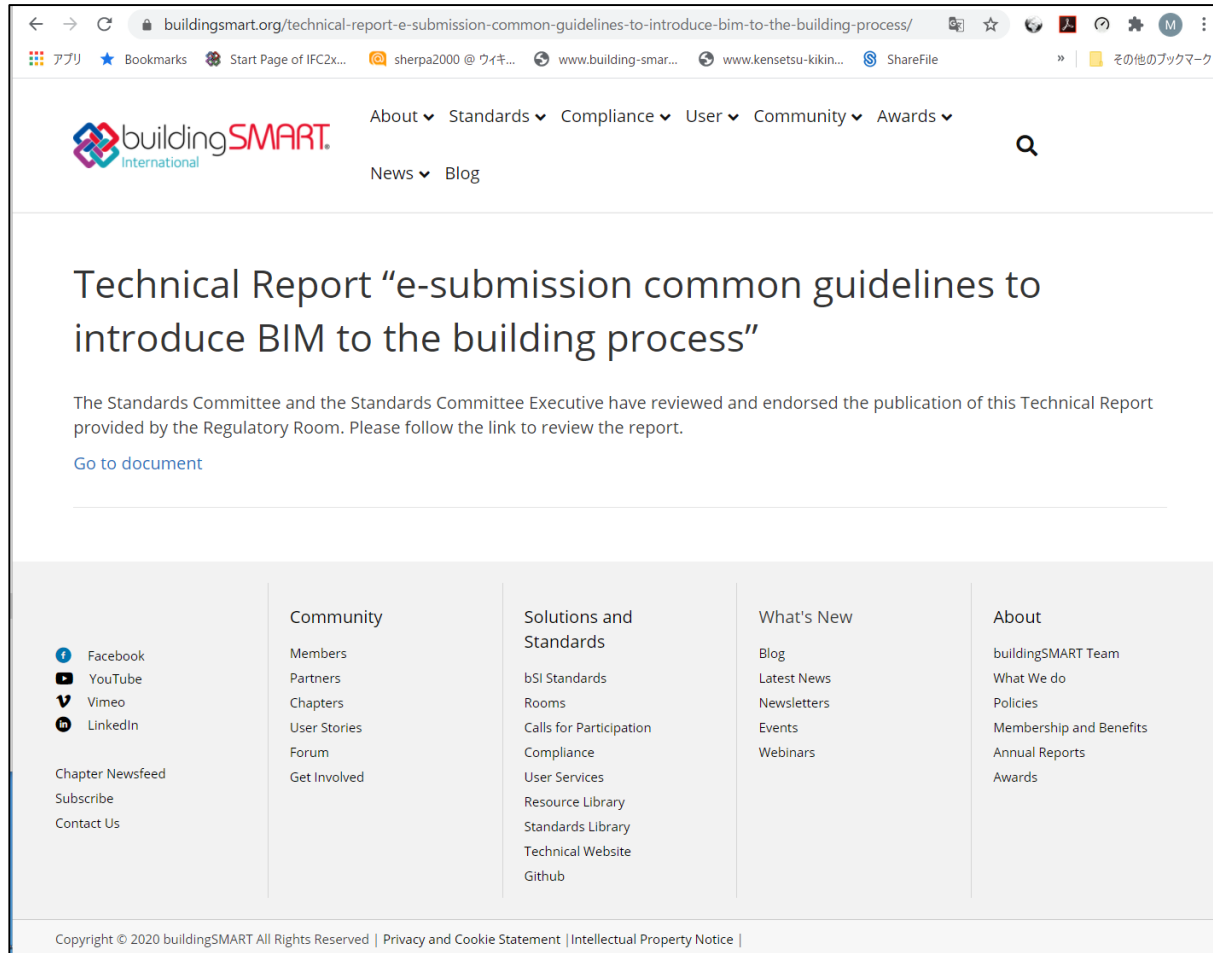 buildingsmart.org/technical-report-e-submission-common-guidelines-to-introduce-bim-to-the-building-process/
M
アプリ Bookmarks Start Page of IFC2x... sherpa2000 @ ウィキ... www.building-smar... www.kensetsu-kikin... ShareFile » その他のブックマーク
buildingSMART®
International
About Standards Compliance User Community Awards
News Blog
Technical Report “e-submission common guidelines to
introduce BIM to the building process”
The Standards Committee and the Standards Committee Executive have reviewed and endorsed the publication of this Technical Report
provided by the Regulatory Room. Please follow the link to review the report.
Go to document
Facebook
YouTube
Vimeo
LinkedIn
Chapter Newsfeed
Subscribe
Contact Us
Community
Members
Partners
Chapters
User Stories
Forum
Get Involved
Solutions and
Standards
bSI Standards
Rooms
Calls for Participation
Compliance
User Services
Resource Library
Standards Library
Technical Website
Github
What's New
Blog
Latest News
Newsletters
Events
Webinars
About
buildingSMART Team
What We do
Policies
Membership and Benefits
Annual Reports
Awards
Copyright © 2020 buildingSMART All Rights Reserved | Privacy and Cookie Statement |Intellectual Property Notice |